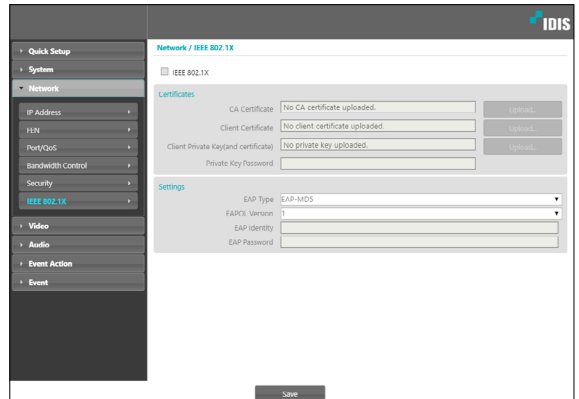 IDIS
Quick Setup
System
Network
IP Address
FEN
Port/QoS
Bandwidth Control
Security
IEEE 802.1X
Video
Audio
Event Action
Event
Network / IEEE 802.1X
IEEE 802.1X
Certificates
CA Certificate No CA certificate uploaded. Upload...
Client Certificate No client certificate uploaded. Upload...
Client Private Key(and certificate) No private key uploaded. Upload...
Private Key Password
Settings
EAP Type EAP-MD5
EAPOL Version 1
EAP Identity
EAP Password
Save